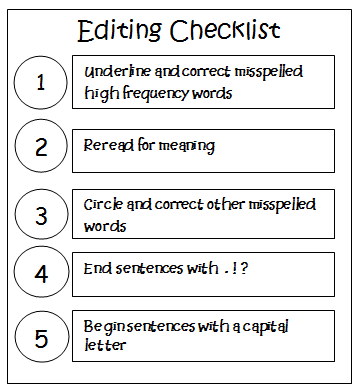 Editing Checklist
1
Underline and correct misspelled
high frequency words
2
Reread for meaning
3
Circle and correct other misspelled
words
4
End sentences with . ! ?
5
Begin sentences with a capital
letter